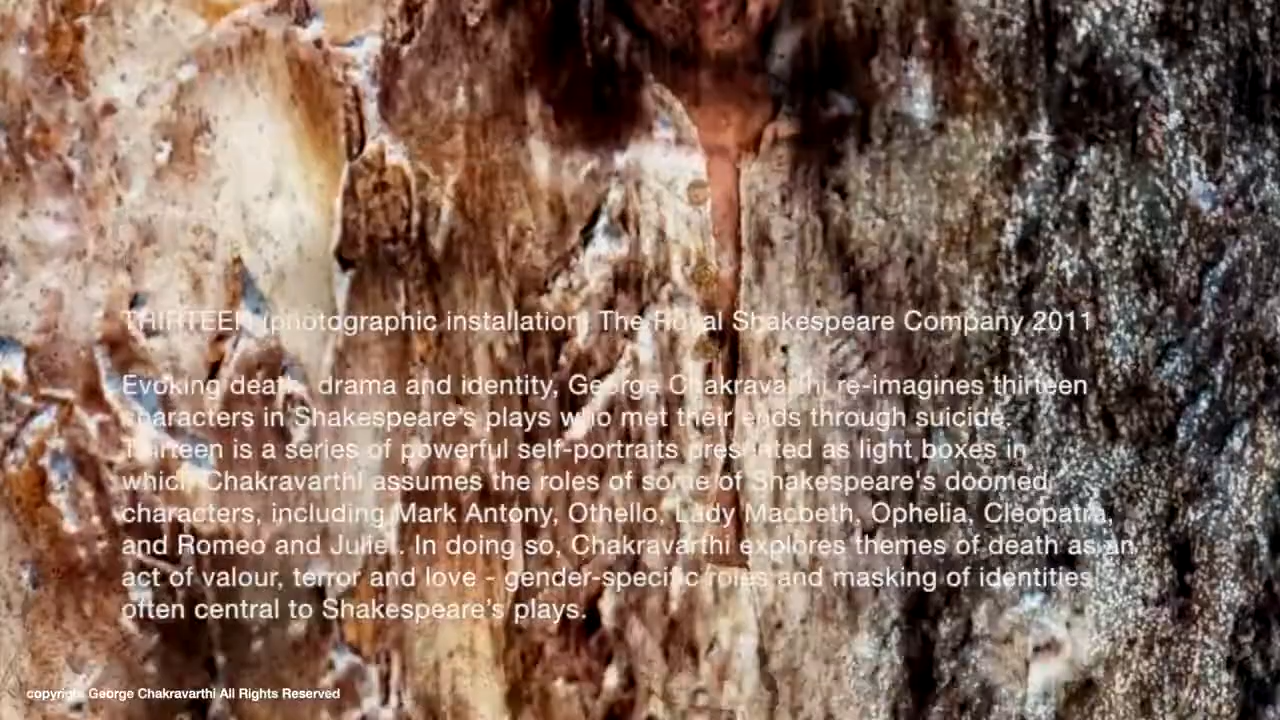 THIRTEEN (photographic installation) The Royal Shakespeare Company 2011
Evoking death, drama and identity, George Chakravarthi re-imagines thirteen
characters in Shakespeare's plays who met their ends through suicide.
Thirteen is a series of powerful self-portraits presented as light boxes in
which Chakravarthi assumes the roles of some of Shakespeare's doomed
characters, including Mark Antony, Othello, Lady Macbeth, Ophelia, Cleopatra,
and Romeo and Juliet. In doing so, Chakravarthi explores themes of death as an
act of valour, terror and love - gender-specific roles and masking of identities
often central to Shakespeare's plays.
copyright George Chakravarthi All Rights Reserved